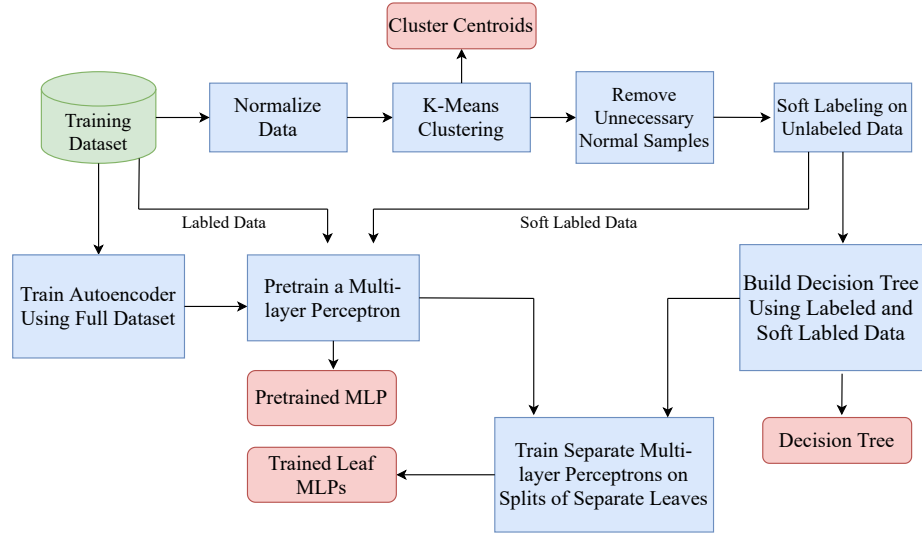 Cluster Centroids
Training
Dataset
Normalize
Data
K-Means
Clustering
Remove
Unnecessary
Normal Samples
Soft Labeling on
Unlabeled Data
Labled Data
Soft Labled Data
Train Autoencoder
Using Full Dataset
Pretrain a Multi-
layer Perceptron
Build Decision Tree
Using Labeled and
Soft Labled Data
Pretrained MLP
Decision Tree
Trained Leaf
MLPs
Train Separate Multi-
layer Perceptrons on
Splits of Separate Leaves